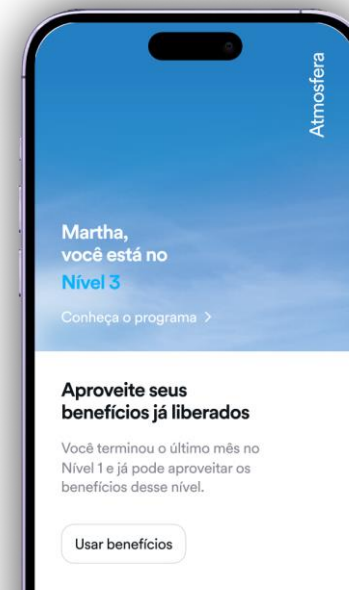 Atmosfera
Martha,
você está no
Nível 3
Conheça o programa >
Aproveite seus
benefícios já liberados
Você terminou o último mês no
Nível 1 e já pode aproveitar os
benefícios desse nível.
Usar benefícios